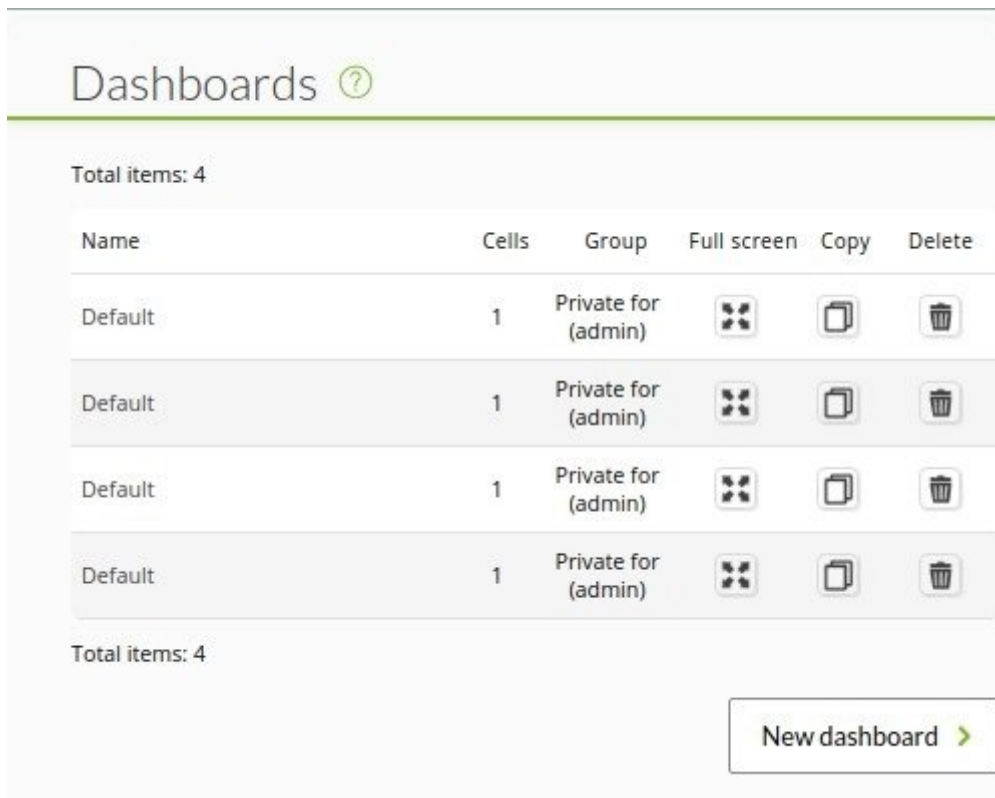 Dashboards ?
Total items: 4
Name Cells Group Full screen Copy Delete
Default 1 Private for
(admin)
Default 1 Private for
(admin)
Default 1 Private for
(admin)
Default 1 Private for
(admin)
Total items: 4
New dashboard >